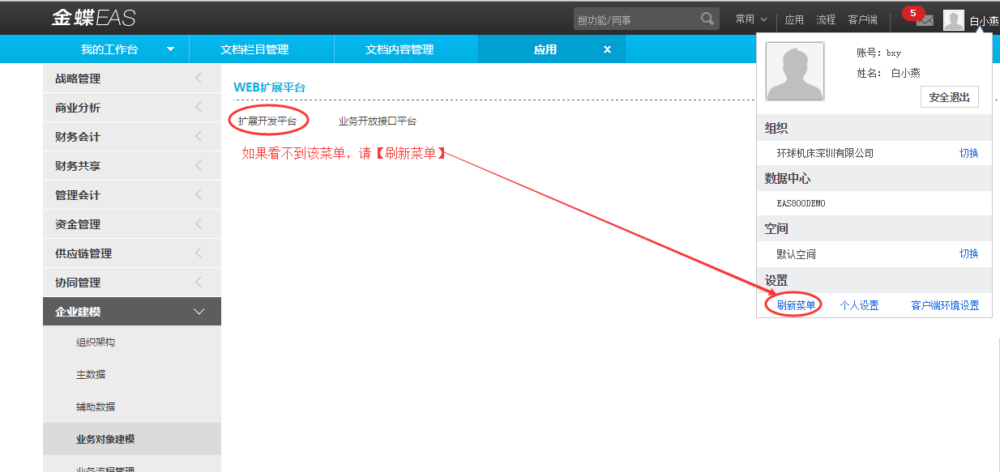 金蝶EAS
搜功能/同事
常用 应用 流程 客户端
5
白小燕
我的工作台 文档栏目管理 文档内容管理 应用 x
战略管理
商业分析
财务会计
财务共享
管理会计
资金管理
供应链管理
协同管理
企业建模
组织架构
主数据
辅助数据
业务对象建模
业务流程管理
WEB扩展平台
扩展开发平台 业务开放接口平台
如果看不到该菜单，请【刷新菜单】
账号：bxy
姓名：白小燕
安全退出
组织
环球机床深圳有限公司 切换
数据中心
EAS800DEMO
空间
默认空间 切换
设置
刷新菜单 个人设置 客户端环境设置